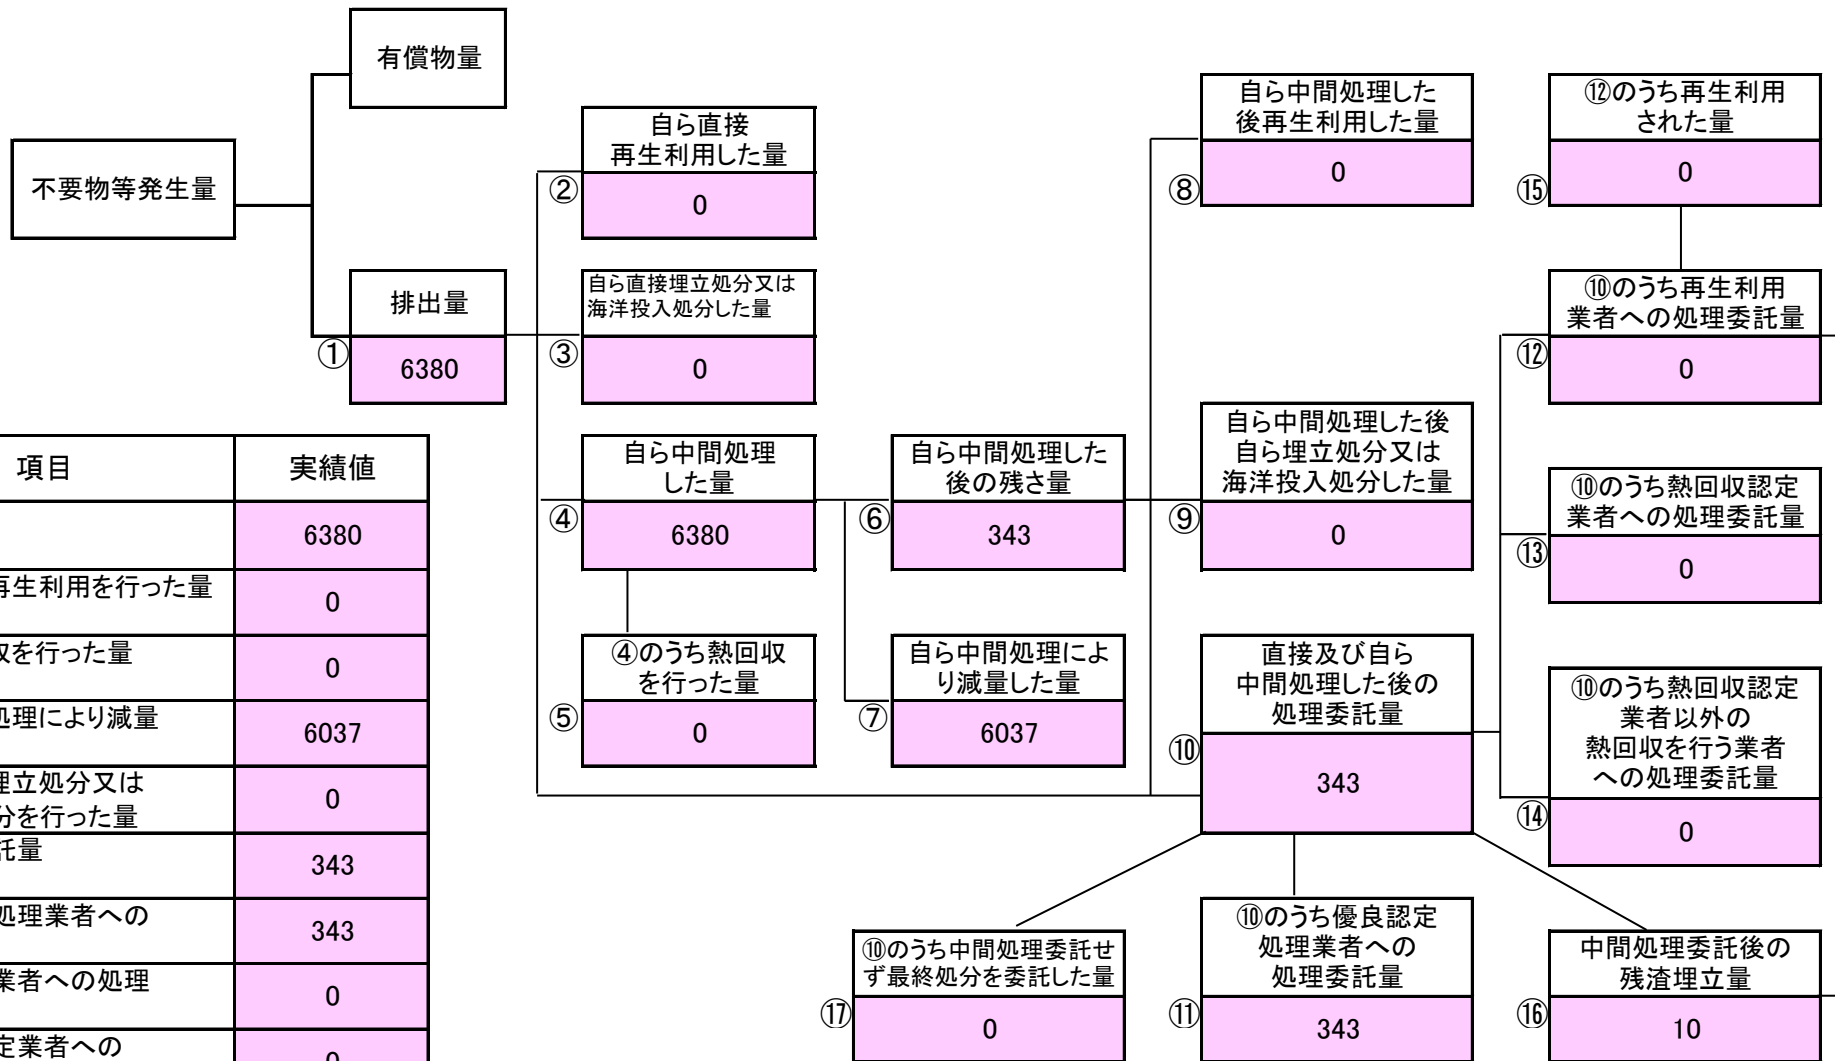 有償物量
不要物等発生量
排出量
①
6380
自ら直接
再生利用した量
②
0
自ら直接埋立処分又は
海洋投入処分した量
③
0
自ら中間処理
した量
④
6380
④のうち熱回収
を行った量
⑤
0
自ら中間処理した
後の残さ量
⑥
343
自ら中間処理によ
り減量した量
⑦
6037
自ら中間処理した
後再生利用した量
⑧
0
自ら中間処理した後
自ら埋立処分又は
海洋投入処分した量
⑨
0
直接及び自ら
中間処理した後の
処理委託量
⑩
343
⑫のうち再生利用
された量
⑮
0
⑩のうち再生利用
業者への処理委託量
⑫
0
⑩のうち熱回収認定
業者への処理委託量
⑬
0
⑩のうち熱回収認定
業者以外の
熱回収を行う業者
への処理委託量
⑭
0
⑩のうち中間処理委託せ
ず最終処分を委託した量
⑰
0
⑩のうち優良認定
処理業者への
処理委託量
⑪
343
中間処理委託後の
残渣埋立量
⑯
10
項目 実績値
6380
再生利用を行った量
0
収を行った量
0
処理により減量
6037
埋立処分又は
分を行った量
0
託量
343
処理業者への
343
業者への処理
0
定業者への
0